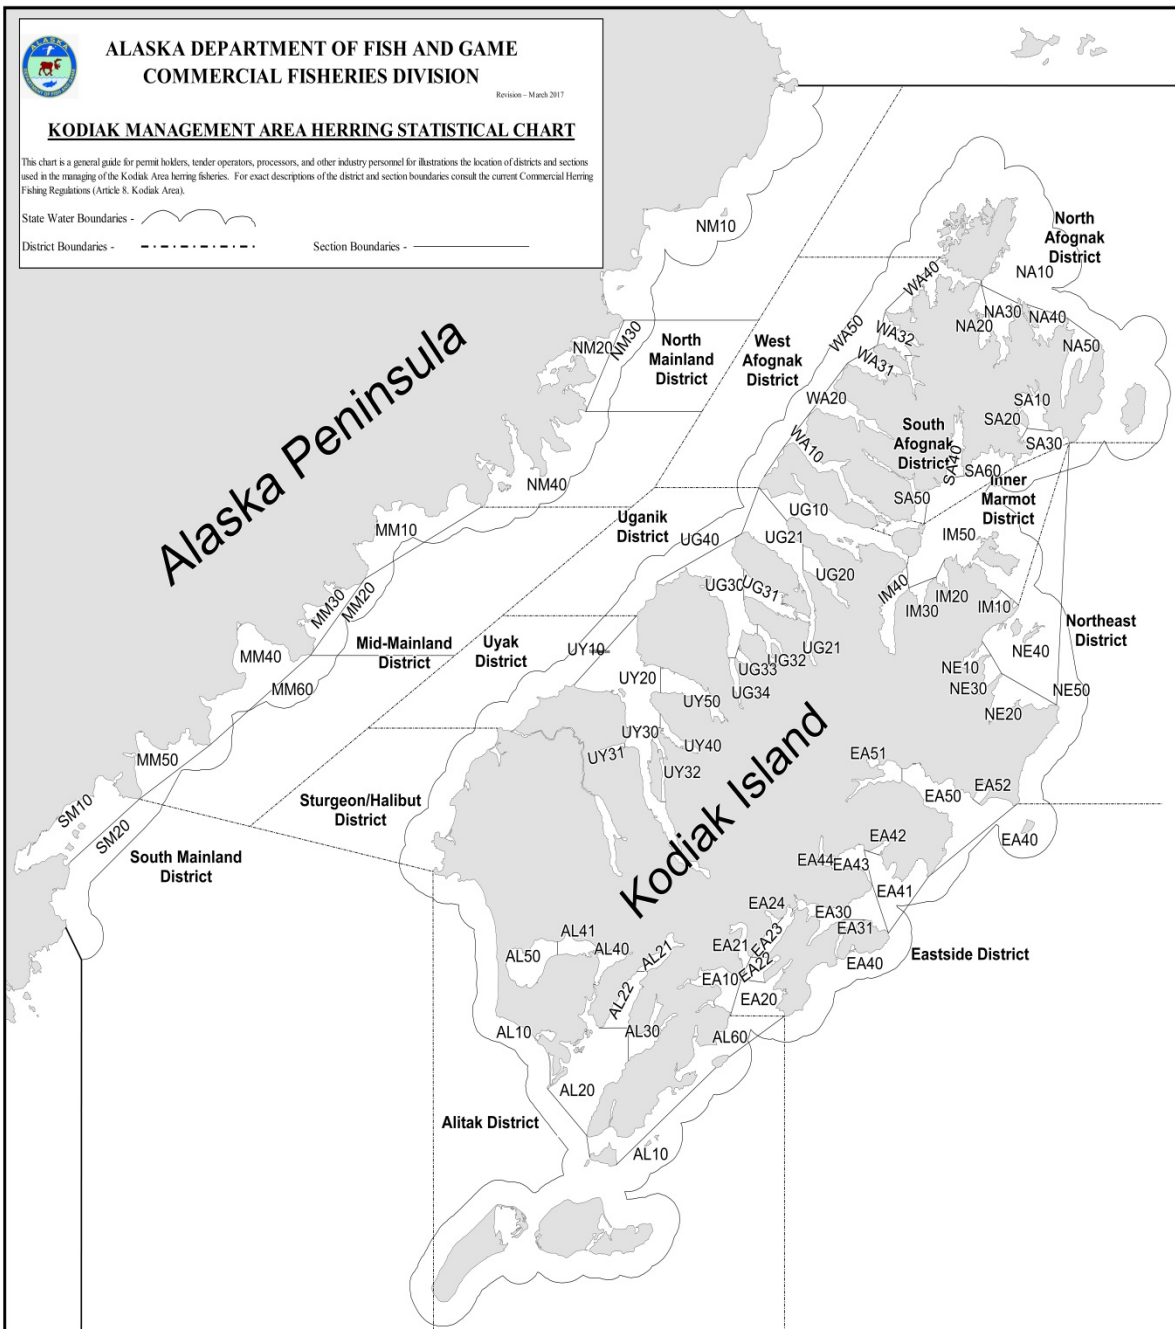 ALASKA
ALASKA DEPARTMENT OF FISH AND GAME
COMMERCIAL FISHERIES DIVISION
Revision – March 2017
KODIAK MANAGEMENT AREA HERRING STATISTICAL CHART
This chart is a general guide for permit holders, tender operators, processors, and other industry personnel for illustrations the location of districts and sections
used in the managing of the Kodiak Area herring fisheries. For exact descriptions of the district and section boundaries consult the current Commercial Herring
Fishing Regulations (Article 8. Kodiak Area).
State Water Boundaries -
District Boundaries -
Section Boundaries -
NM10
North
Afognak
District
NA10
WA40
NA30
NA20
NA40
NA50
NM20
NM30
North
Mainland
District
West
Afognak
District
WA50
WA32
WA31
WA20
WA10
Alaska Peninsula
SA10
SA20
SA30
South
Afognak
District
SA40
SA60
SA50
Inner
Marmot
District
NM40
MM10
Uganik
District
UG10
UG40
UG21
IM50
UG20
UG30
UG31
IM40
IM20
IM30
IM10
MM30
MM20
Mid-Mainland
District
Uyak
District
UY10
Northeast
District
MM40
MM60
UG21
UG32
UG33
UG34
NE40
NE10
NE30
NE50
NE20
UY20
UY50
UY30
UY40
UY31
UY32
MM50
Kodiak Island
EA51
EA52
EA50
SM10
SM20
South Mainland
District
Sturgeon/Halibut
District
EA42
EA40
EA44
EA43
EA41
EA24
EA30
EA31
EA23
EA21
EA22
EA40
Eastside District
AL41
AL50
AL40
AL21
AL22
EA10
EA20
AL10
AL30
AL60
AL20
Alitak District
AL10